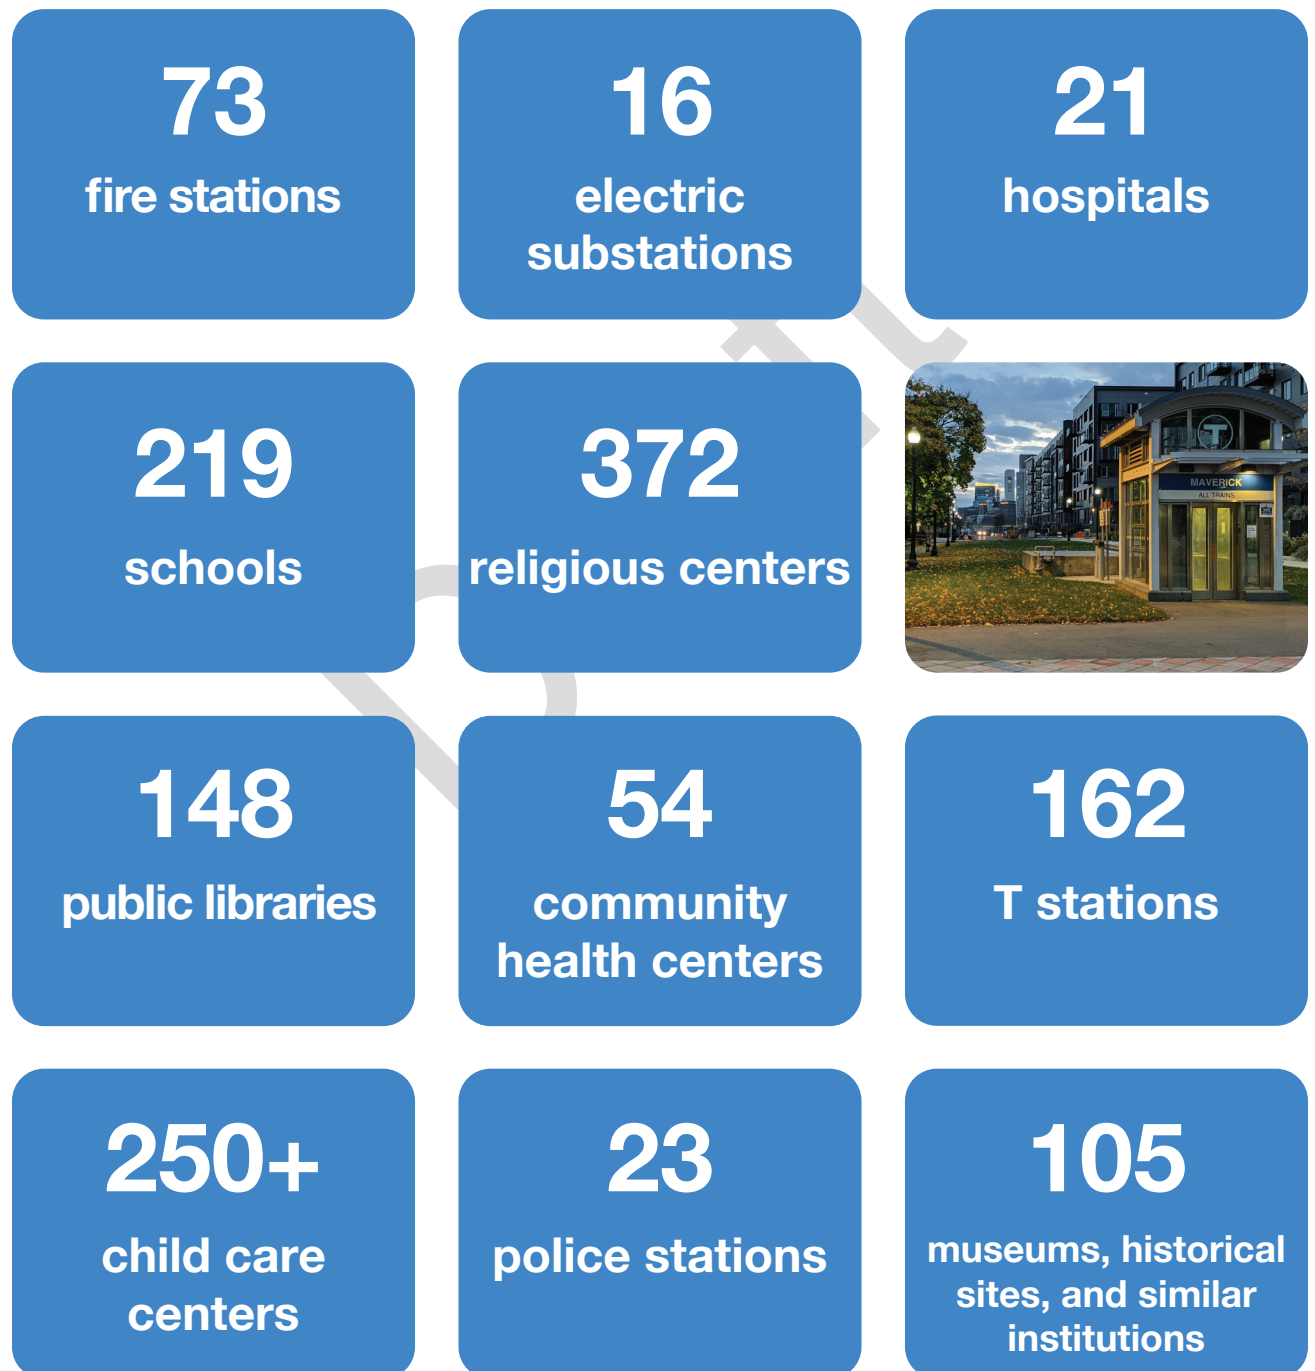 73
fire stations
16
electric
substations
21
hospitals
219
schools
372
religious centers
T
MAVERICK
ALL TRAINS
148
public libraries
54
community
health centers
162
T stations
250+
child care
centers
23
police stations
105
museums, historical
sites, and similar
institutions